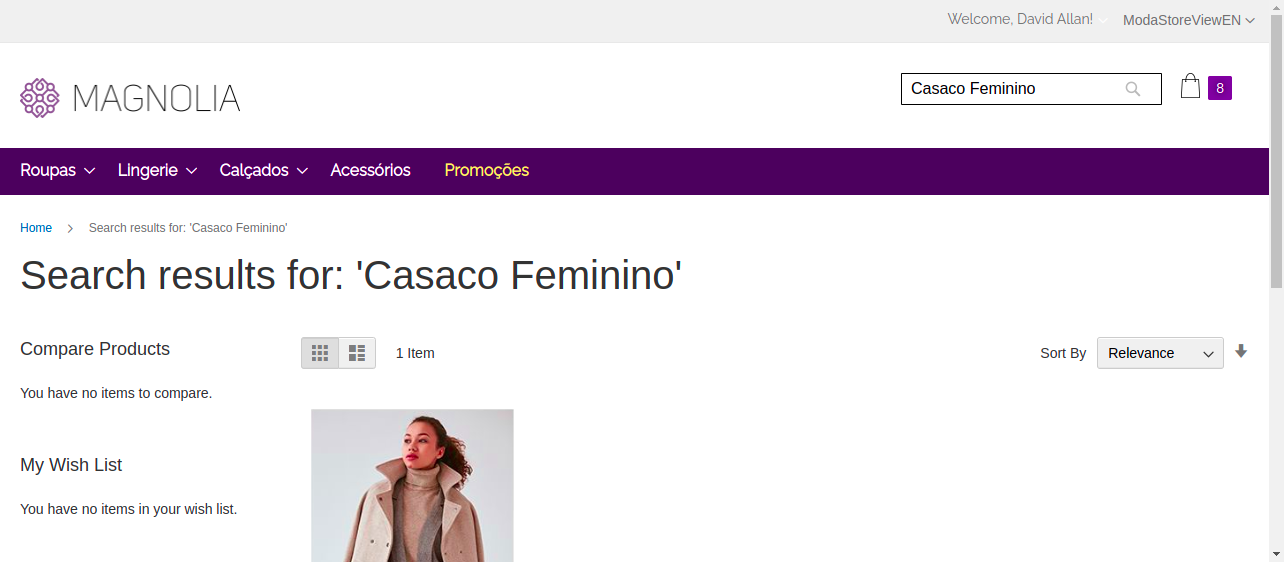 Welcome, David Allan!
ModaStoreViewEN
MAGNOLIA
Casaco Feminino
8
Roupas
Lingerie
Calçados
Acessórios
Promoções
Home
Search results for: 'Casaco Feminino'
Search results for: 'Casaco Feminino'
Compare Products
1 Item
Sort By
Relevance
You have no items to compare.
My Wish List
You have no items in your wish list.